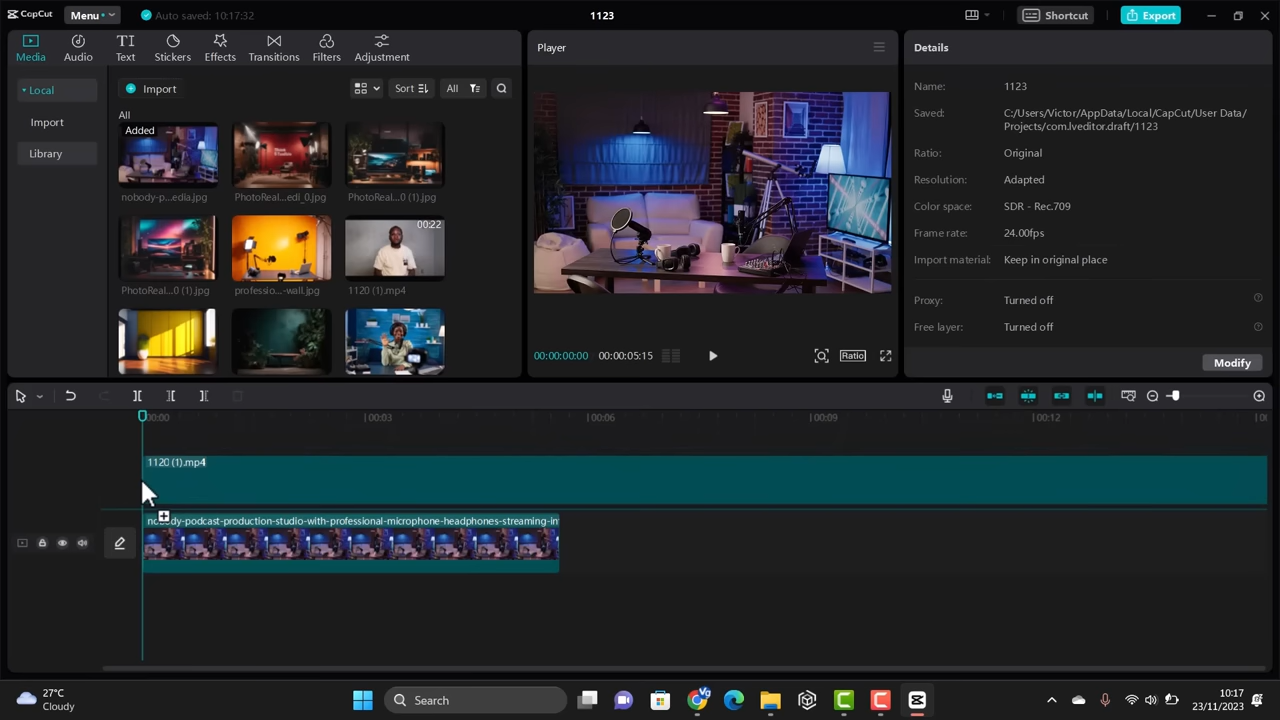 CapCut
Menu
Auto saved: 10:17:32
1123
Shortcut
Export
Media
Audio
Text
Stickers
Effects
Transitions
Filters
Adjustment
Player
Details
Local
Import
Library
Import
Sort
All
All
Added
nobody-p...edia.jpg
PhotoReal...edi_0.jpg
PhotoReal...0 (1).jpg
00:22
PhotoReal...0 (1).jpg
professio...-wall.jpg
1120 (1).mp4
00:00:00:00
00:00:05:15
Ratio
Name:
1123
Saved:
C:/Users/Victor/AppData/Local/CapCut/User Data/
Projects/com.lveditor.draft/1123
Ratio:
Original
Resolution:
Adapted
Color space:
SDR - Rec.709
Frame rate:
24.00fps
Import material:
Keep in original place
Proxy:
Turned off
Free layer:
Turned off
Modify
00:00
00:03
00:06
00:09
00:12
1120 (1).mp4
nobody-podcast-production-studio-with-professional-microphone-headphones-streaming-in
27°C
Cloudy
Search
10:17
23/11/2023